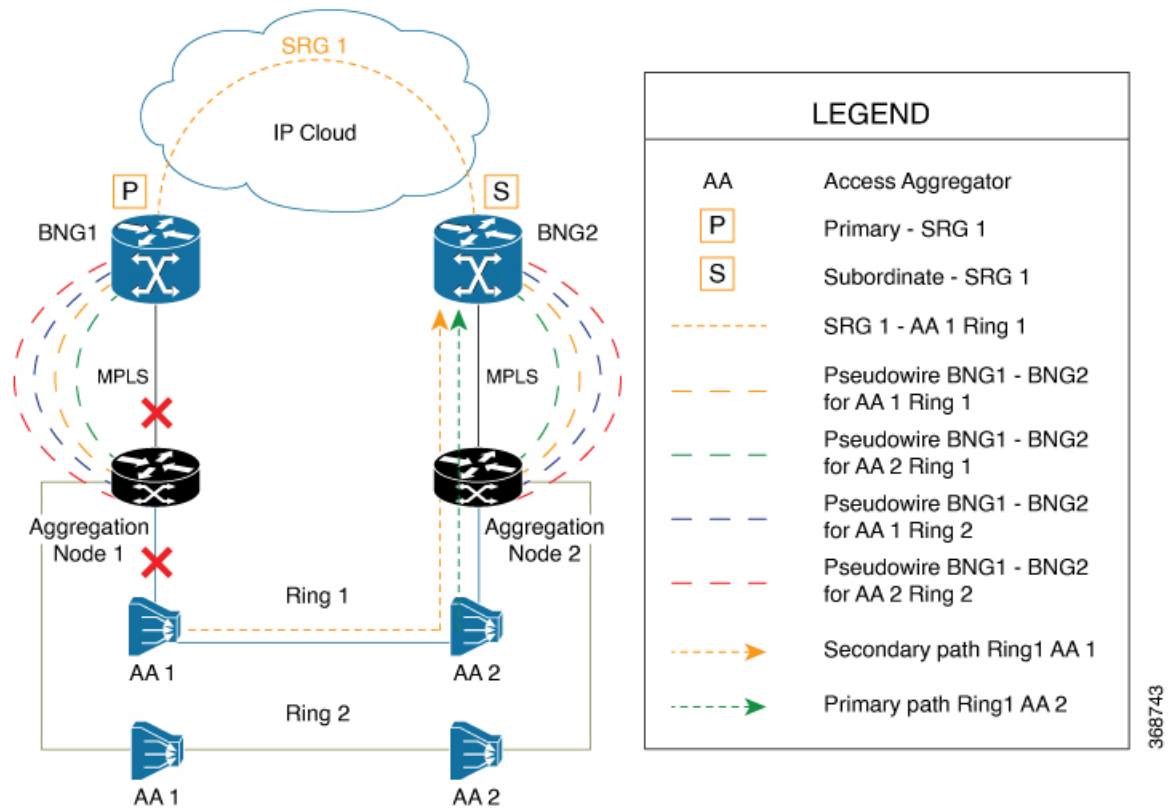 SRG 1
IP Cloud
P
S
BNG1
BNG2
MPLS
MPLS
Aggregation
Node 1
Aggregation
Node 2
Ring 1
AA 1
AA 2
Ring 2
AA 1
AA 2
LEGEND
AA Access Aggregator
P Primary - SRG 1
S Subordinate - SRG 1
SRG 1 - AA 1 Ring 1
Pseudowire BNG1 - BNG2
for AA 1 Ring 1
Pseudowire BNG1 - BNG2
for AA 2 Ring 1
Pseudowire BNG1 - BNG2
for AA 1 Ring 2
Pseudowire BNG1 - BNG2
for AA 2 Ring 2
Secondary path Ring1 AA 1
Primary path Ring1 AA 2
368743